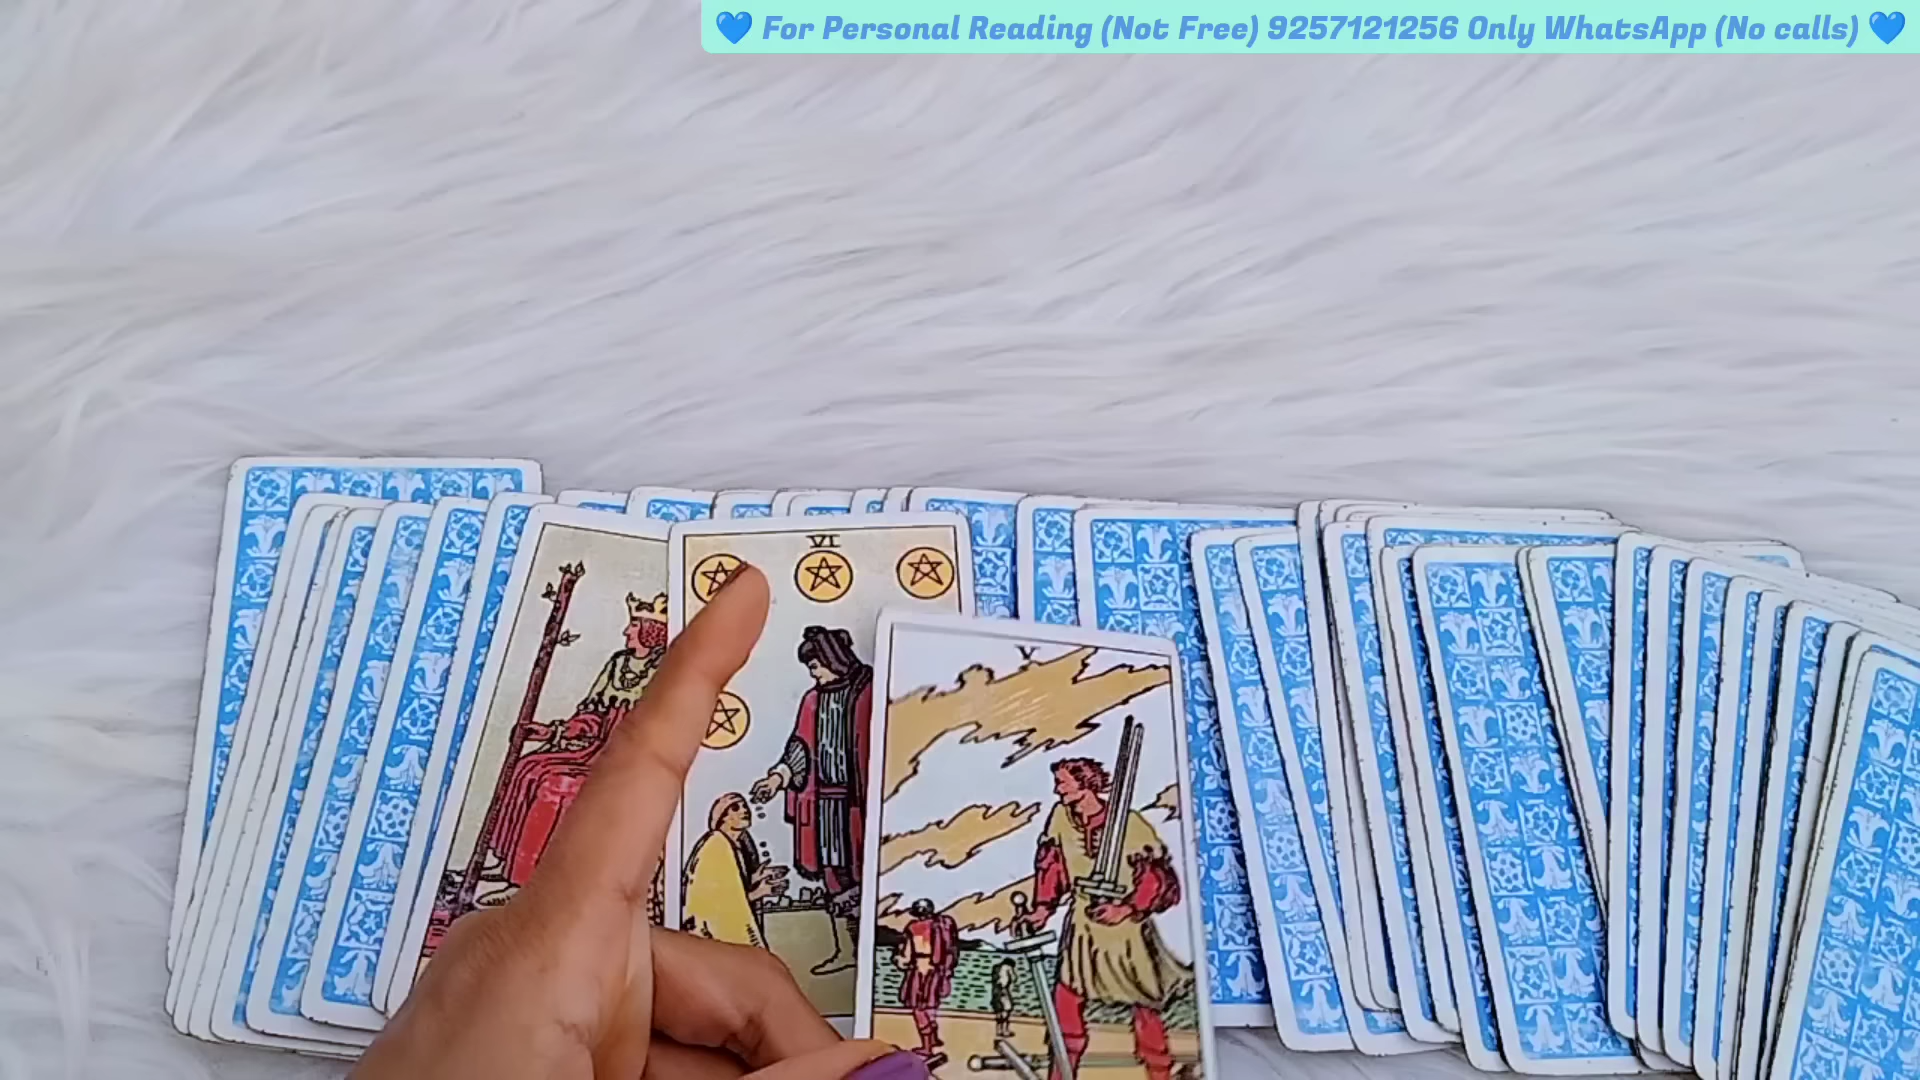 💙 For Personal Reading (Not Free) 9257121256 Only WhatsApp (No calls) 💙
VI
V